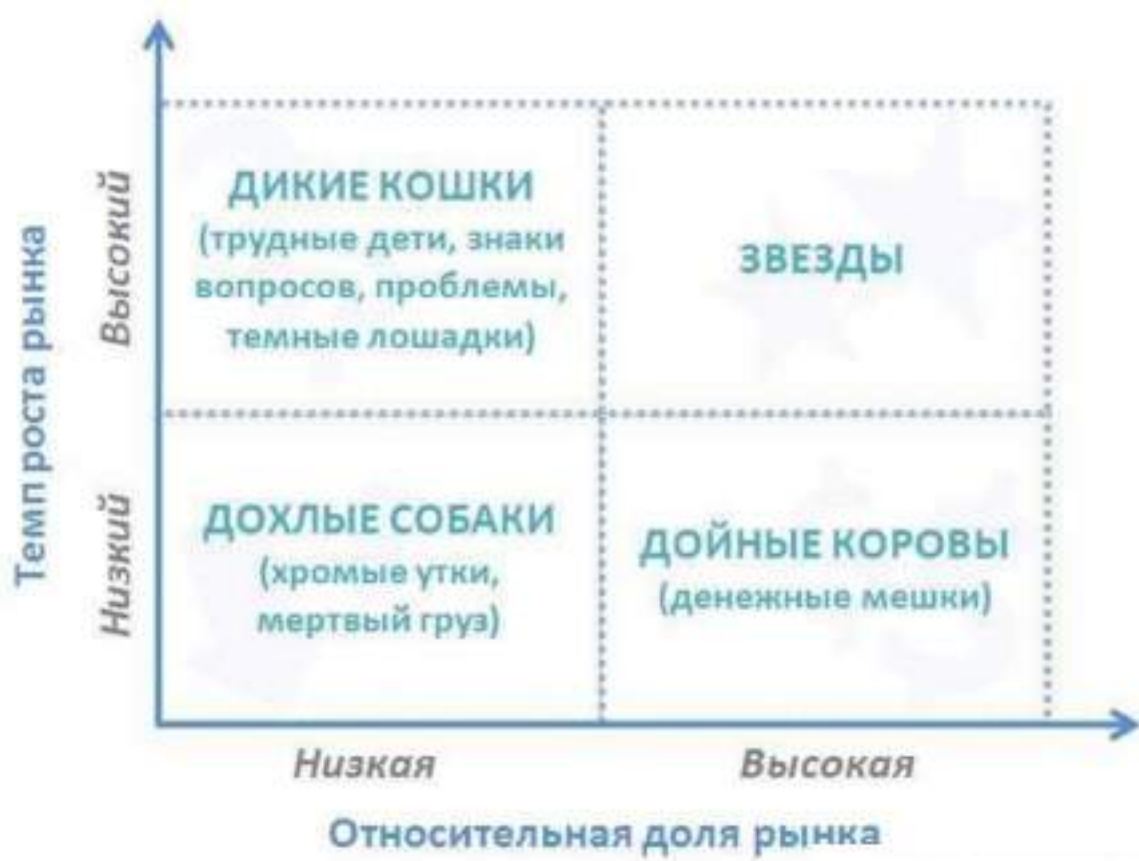 Темп роста рынка
Высокий
Низкий
ДИКИЕ КОШКИ
(трудные дети, знаки
вопросов, проблемы,
темные лошадки)
ЗВЕЗДЫ
ДОХЛЫЕ СОБАКИ
(хромые утки,
мертвый груз)
ДОЙНЫЕ КОРОВЫ
(денежные мешки)
Низкая
Высокая
Относительная доля рынка